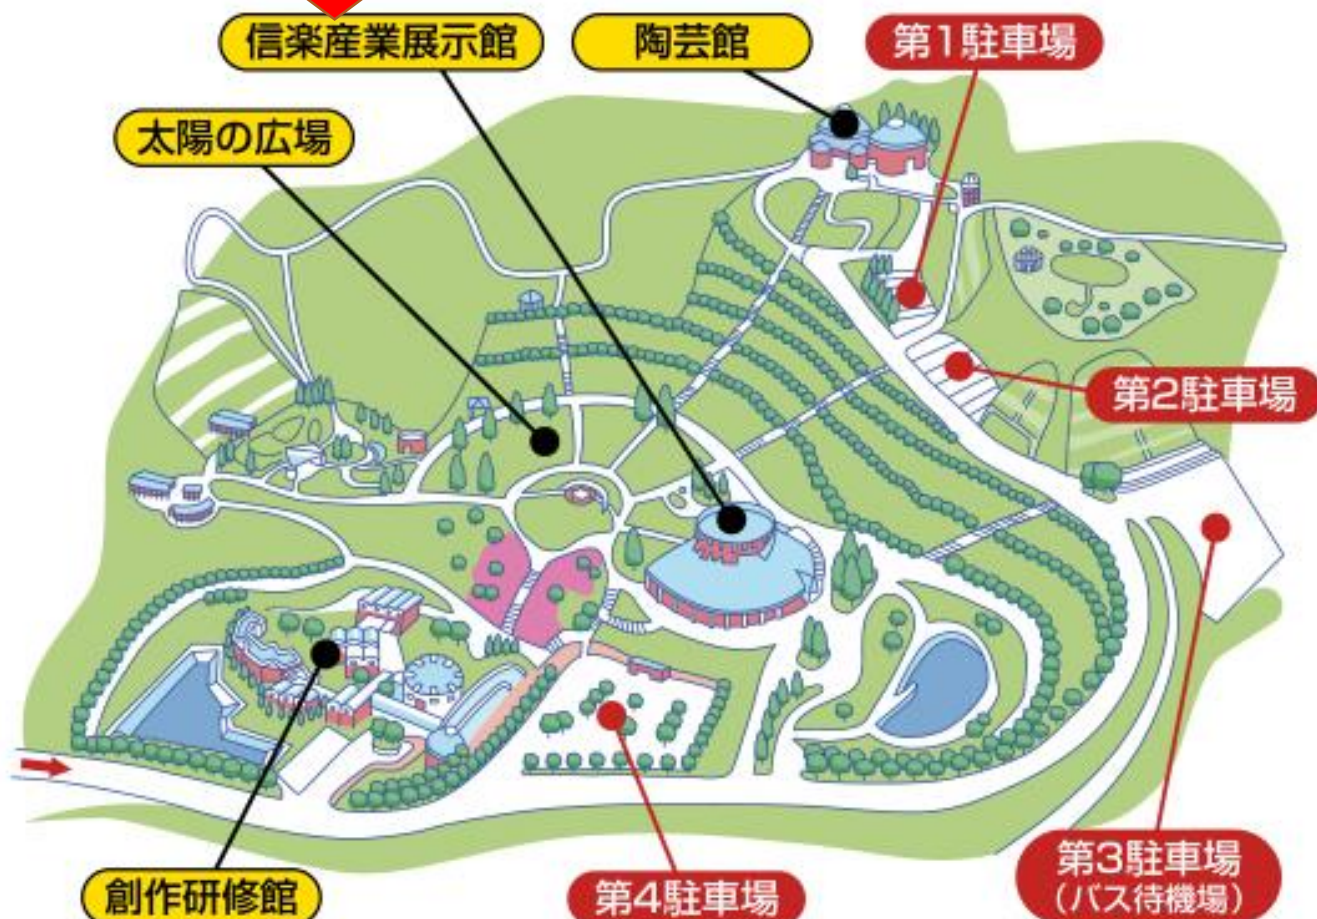 信楽産業展示館
陶芸館
第1駐車場
太陽の広場
第2駐車場
創作研修館
第4駐車場
第3駐車場
(バス待機場)